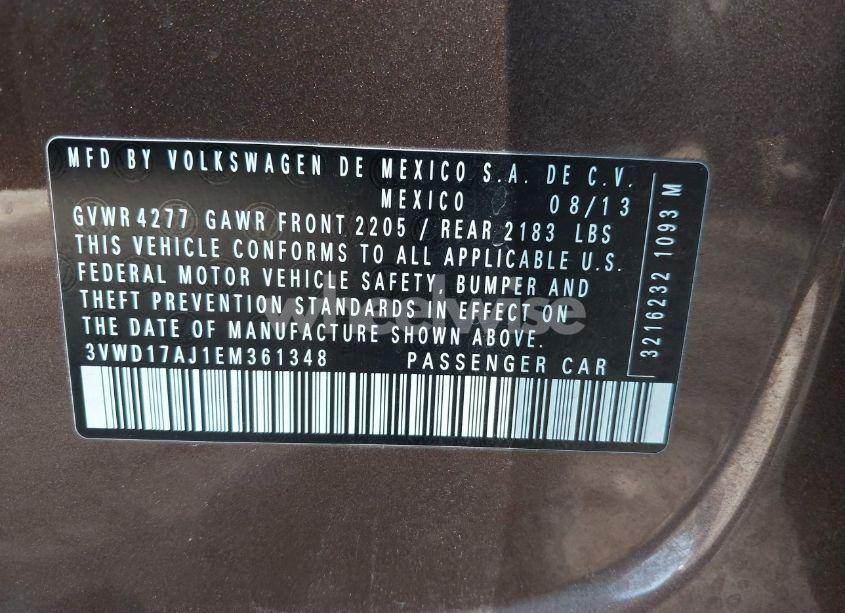 MFD BY VOLKSWAGEN DE MEXICO S.A. DE C.V.
MEXICO 08/13
GVWR 4277 GAWR FRONT 2205 / REAR 2183 LBS
THIS VEHICLE CONFORMS TO ALL APPLICABLE U.S.
FEDERAL MOTOR VEHICLE SAFETY, BUMPER AND
THEFT PREVENTION STANDARDS IN EFFECT ON
THE DATE OF MANUFACTURE SHOWN ABOVE.
3VWD17AJ1EM361348 PASSENGER CAR
3216232 1093 M
wheelwise